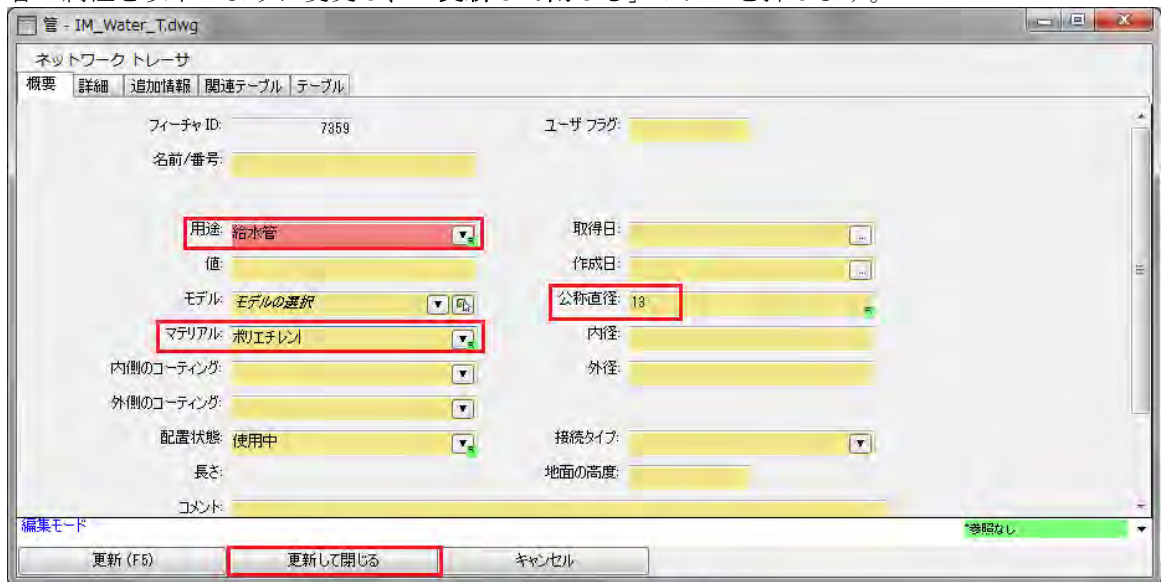 管 - IM_Water_T.dwg
ネットワーク トレーサ
概要 詳細 追加情報 関連テーブル テーブル
フィーチャ ID: 7359 ユーザ フラグ:
名前/番号:
用途: 給水管 取得日:
値: 作成日:
モデル: モデルの選択 公称直径: 13
マテリアル: ポリエチレン 内径:
内側のコーティング: 外径:
外側のコーティング:
配置状態: 使用中 接続タイプ:
長さ: 地面の高度:
コメント:
編集モード *参照なし
更新 (F5) 更新して閉じる キャンセル